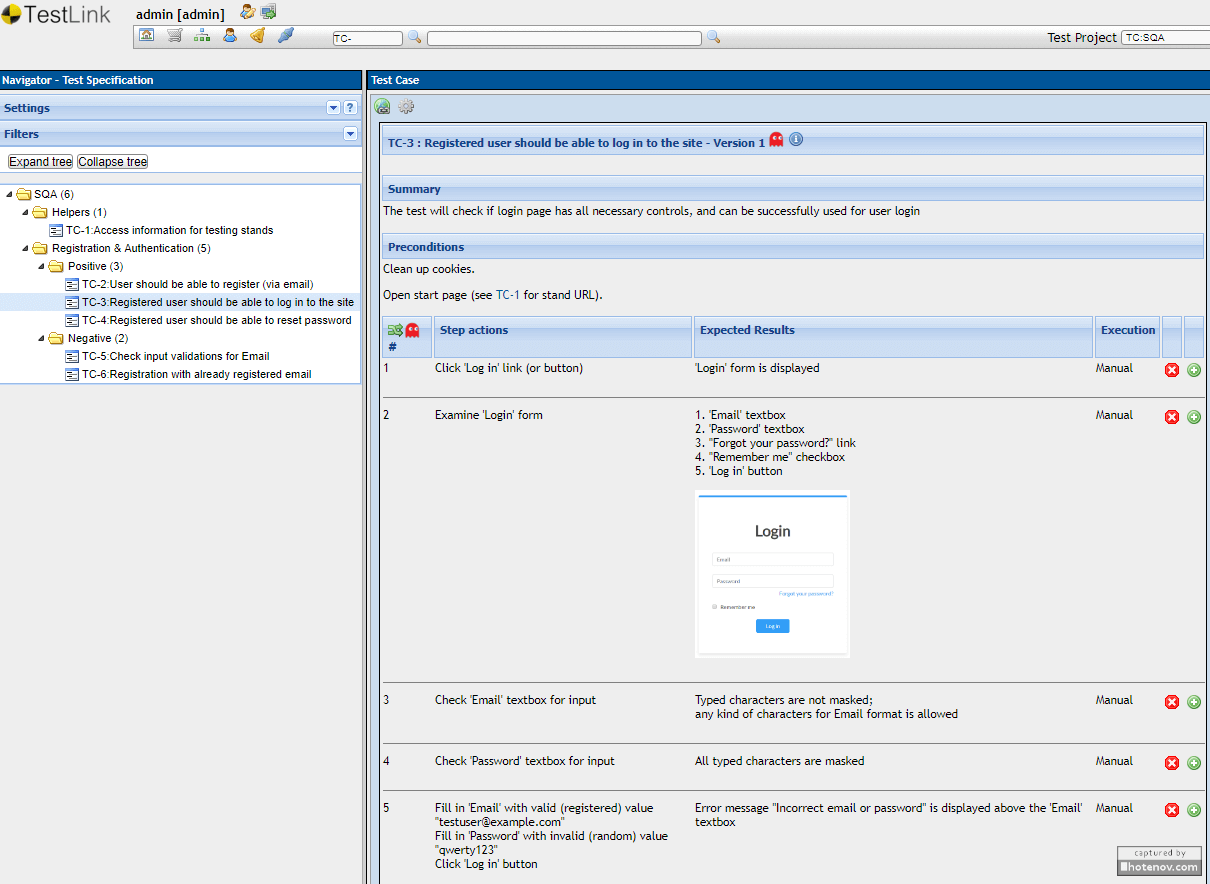 TestLink
admin [admin]
TC-
Test Project TC:SQA
Navigator - Test Specification
Settings
?
Filters
Expand tree Collapse tree
SQA (6)
Helpers (1)
TC-1:Access information for testing stands
Registration & Authentication (5)
Positive (3)
TC-2:User should be able to register (via email)
TC-3:Registered user should be able to log in to the site
TC-4:Registered user should be able to reset password
Negative (2)
TC-5:Check input validations for Email
TC-6:Registration with already registered email
Test Case
TC-3 : Registered user should be able to log in to the site - Version 1
Summary
The test will check if login page has all necessary controls, and can be successfully used for user login
Preconditions
Clean up cookies.
Open start page (see TC-1 for stand URL).
# Step actions Expected Results Execution
1 Click 'Log in' link (or button) 'Login' form is displayed Manual
2 Examine 'Login' form 1. 'Email' textbox Manual
2. 'Password' textbox
3. "Forgot your password?" link
4. "Remember me" checkbox
5. 'Log in' button
Login
Email
Password
Forgot your password?
Remember me
Log in
3 Check 'Email' textbox for input Typed characters are not masked; Manual
any kind of characters for Email format is allowed
4 Check 'Password' textbox for input All typed characters are masked Manual
5 Fill in 'Email' with valid (registered) value Error message "Incorrect email or password" is displayed above the 'Email' Manual
"testuser@example.com" textbox
Fill in 'Password' with invalid (random) value
"qwerty123"
Click 'Log in' button
captured by
hotenov.com